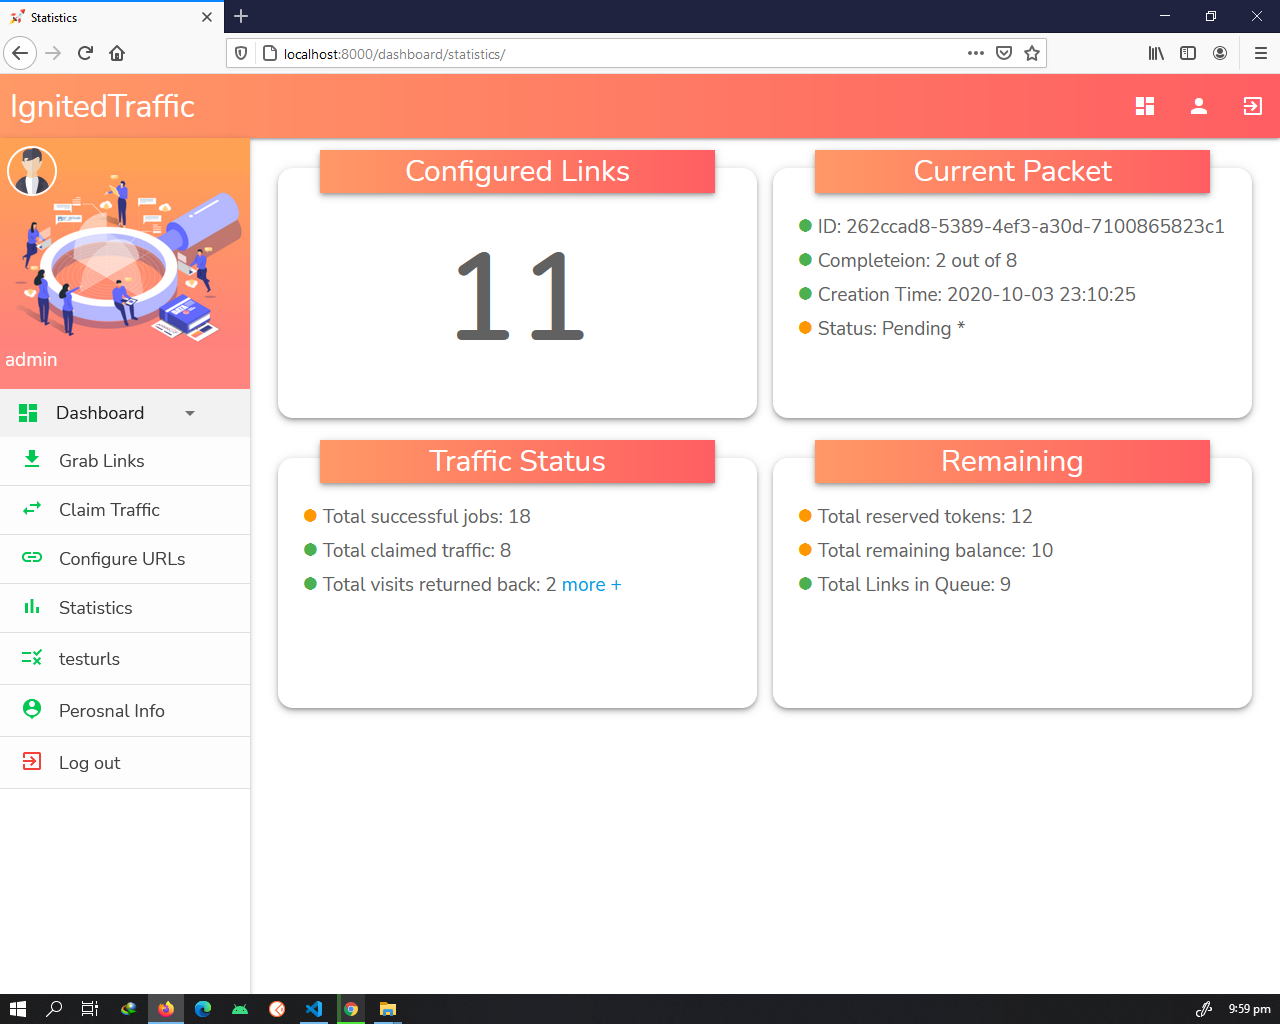 Statistics
localhost:8000/dashboard/statistics/
IgnitedTraffic
admin
Dashboard
Grab Links
Claim Traffic
Configure URLs
Statistics
testurls
Perosnal Info
Log out
Configured Links
11
Current Packet
ID: 262ccad8-5389-4ef3-a30d-7100865823c1
Completeion: 2 out of 8
Creation Time: 2020-10-03 23:10:25
Status: Pending *
Traffic Status
Total successful jobs: 18
Total claimed traffic: 8
Total visits returned back: 2 more +
Remaining
Total reserved tokens: 12
Total remaining balance: 10
Total Links in Queue: 9
9:59 pm